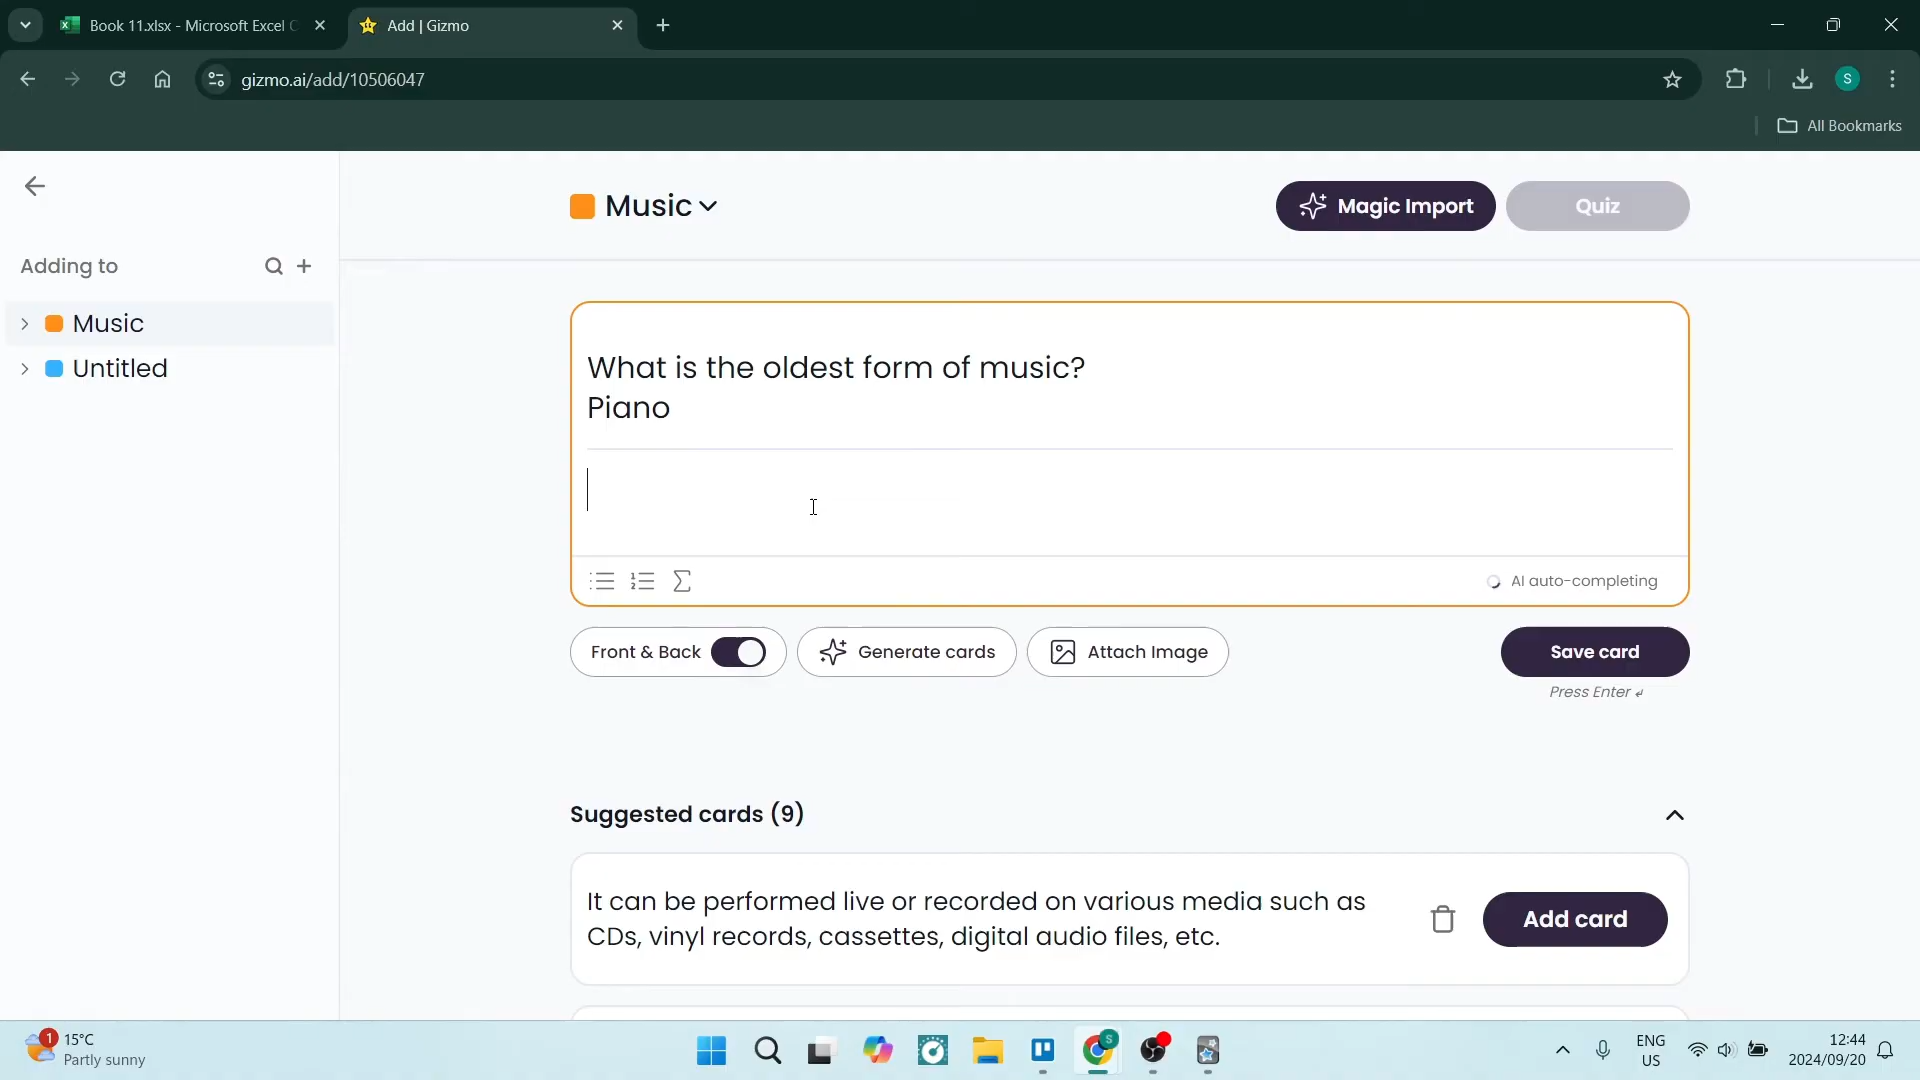 Book 11.xlsx - Microsoft Excel
Add | Gizmo
gizmo.ai/add/10506047
S
All Bookmarks
Music
Magic Import
Quiz
Adding to
Music
Untitled
What is the oldest form of music?
Piano
AI auto-completing
Front & Back
Generate cards
Attach Image
Save card
Press Enter
Suggested cards (9)
It can be performed live or recorded on various media such as
CDs, vinyl records, cassettes, digital audio files, etc.
Add card
1
15°C
Partly sunny
S
ENG
US
12:44
2024/09/20